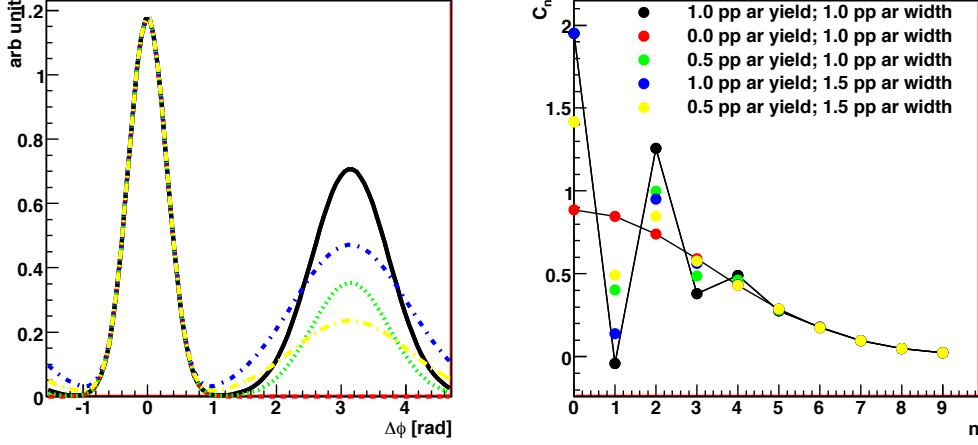 arb unit
1.2
1
0.8
0.6
0.4
0.2
0
-1 0 1 2 3 4
Δϕ [rad]
Cn
2
1.5
1
0.5
0
1.0 pp ar yield; 1.0 pp ar width
0.0 pp ar yield; 1.0 pp ar width
0.5 pp ar yield; 1.0 pp ar width
1.0 pp ar yield; 1.5 pp ar width
0.5 pp ar yield; 1.5 pp ar width
0 1 2 3 4 5 6 7 8 9
n